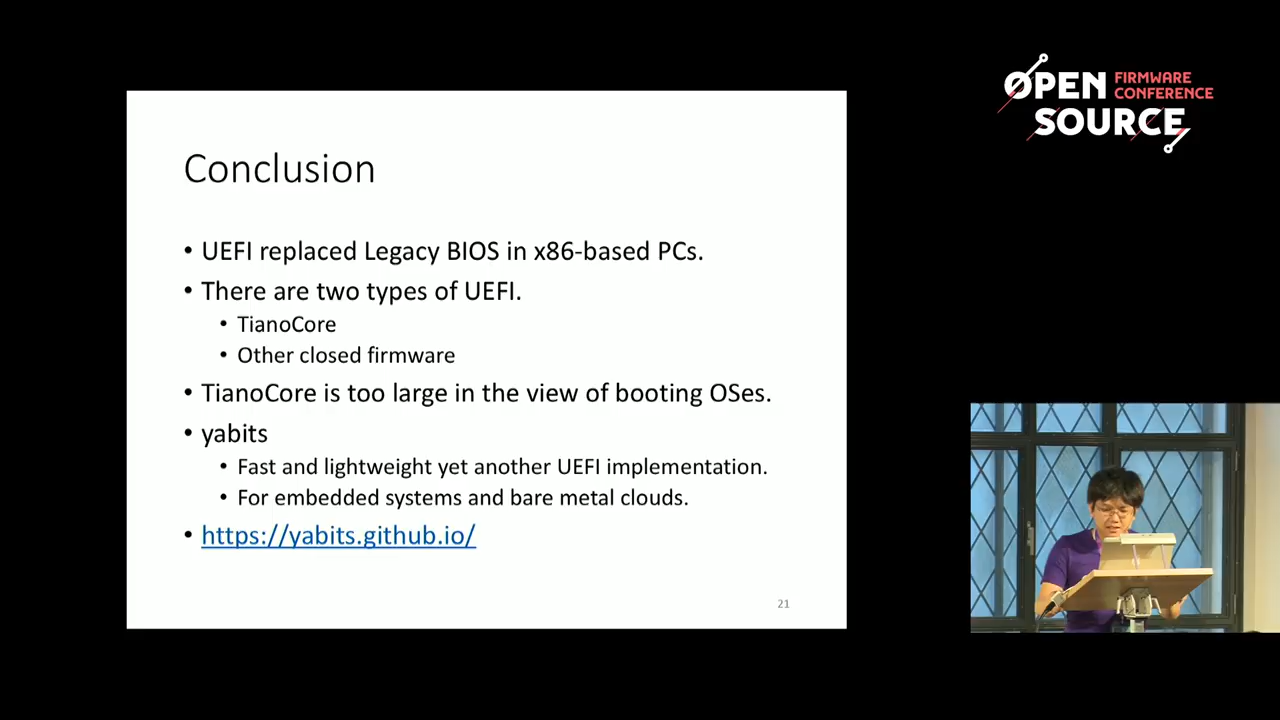 OPEN FIRMWARE
CONFERENCE
SOURCE
Conclusion
• UEFI replaced Legacy BIOS in x86-based PCs.
• There are two types of UEFI.
• TianoCore
• Other closed firmware
• TianoCore is too large in the view of booting OSes.
• yabits
• Fast and lightweight yet another UEFI implementation.
• For embedded systems and bare metal clouds.
• https://yabits.github.io/
21